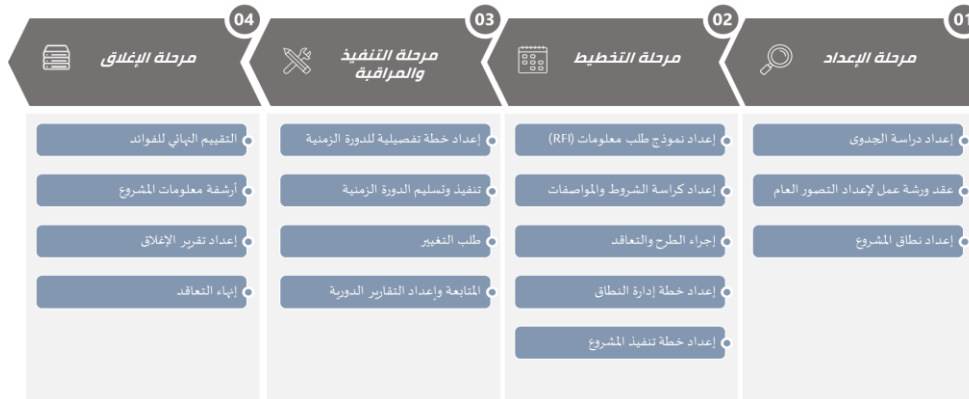 01
مرحلة الإعداد
إعداد دراسة الجدوى
عقد ورشة عمل لإعداد التصور العام
إعداد نطاق المشروع
02
مرحلة التخطيط
إعداد نموذج طلب معلومات (RFI)
إعداد كراسة الشروط والمواصفات
إجراء الطرح والتعاقد
إعداد خطة إدارة النطاق
إعداد خطة تنفيذ المشروع
03
مرحلة التنفيذ
والمراقبة
إعداد خطة تفصيلية للدورة الزمنية
تنفيذ وتسليم الدورة الزمنية
طلب التغيير
المتابعة وإعداد التقارير الدورية
04
مرحلة الإغلاق
التقييم النهائي للفوائد
أرشفة معلومات المشروع
إعداد تقرير الإغلاق
إنهاء التعاقد